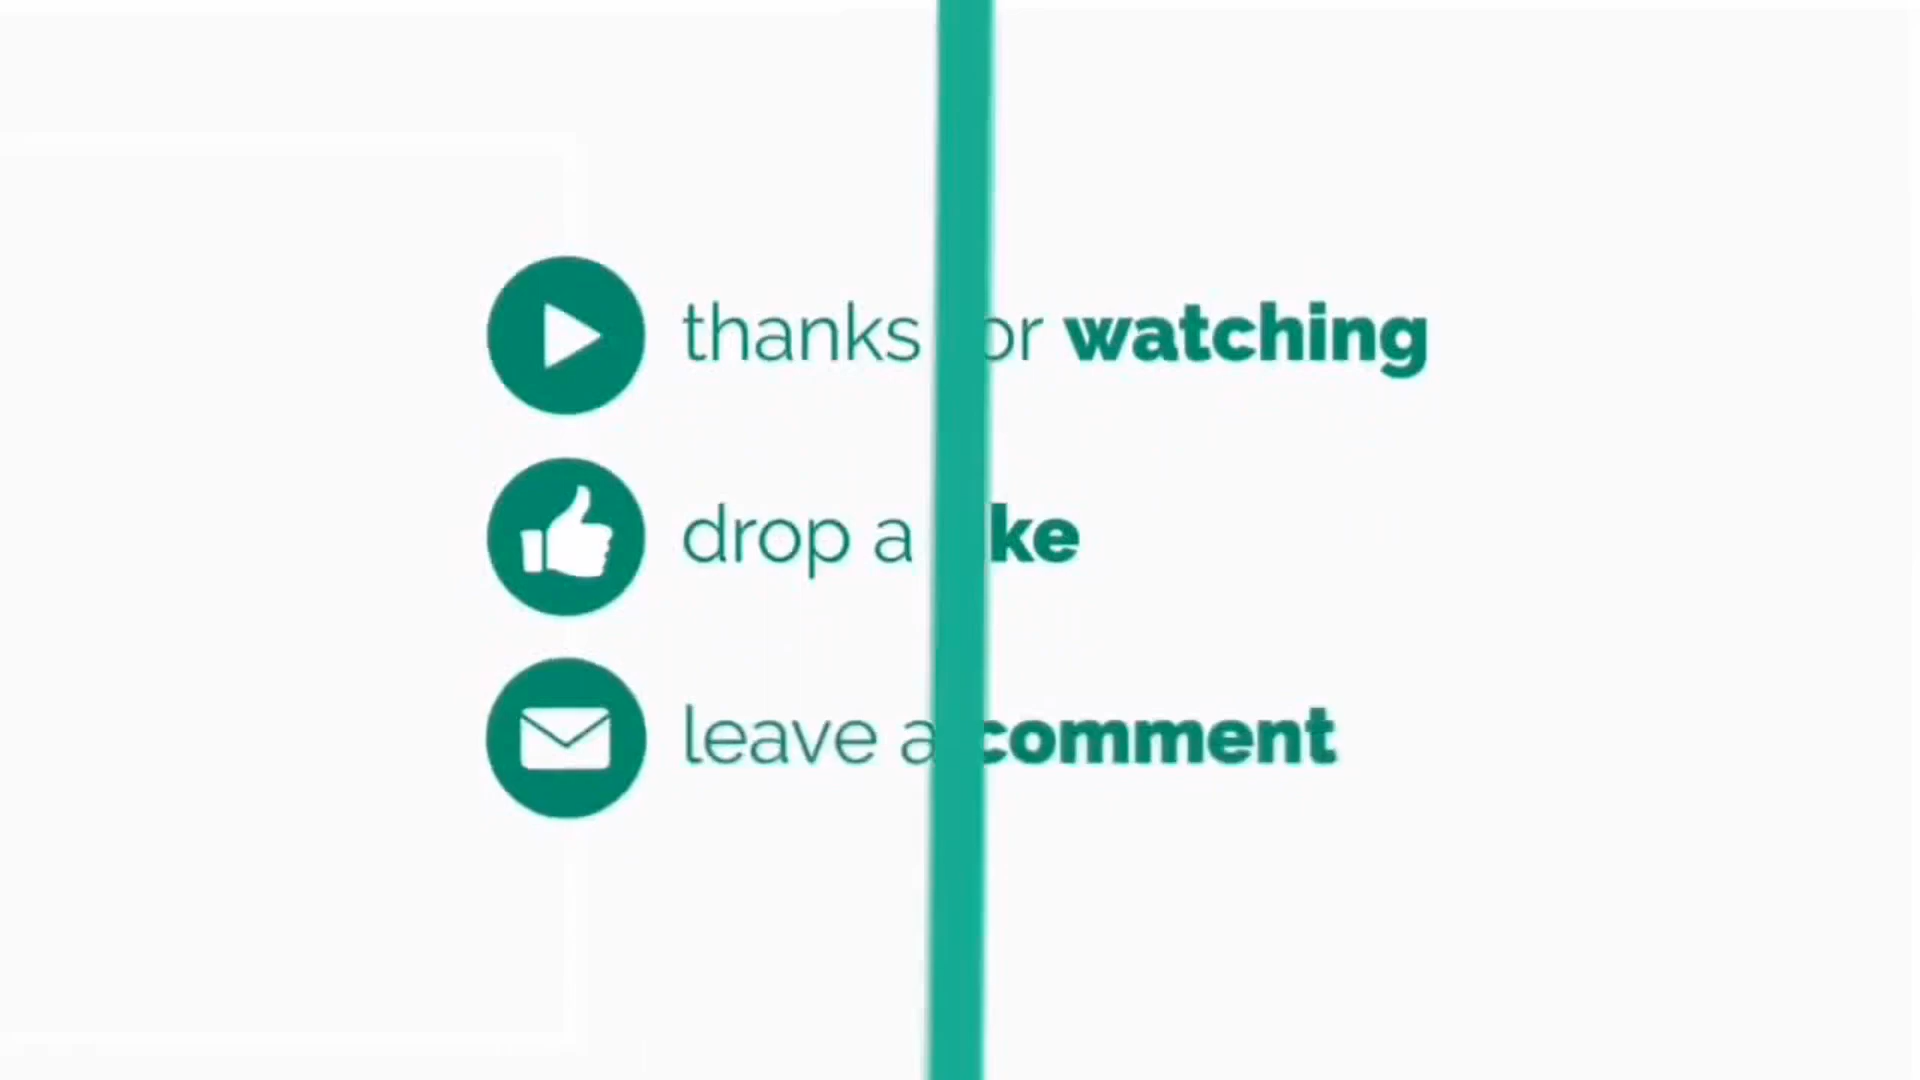 thanks or watching
drop a ke
leave a comment